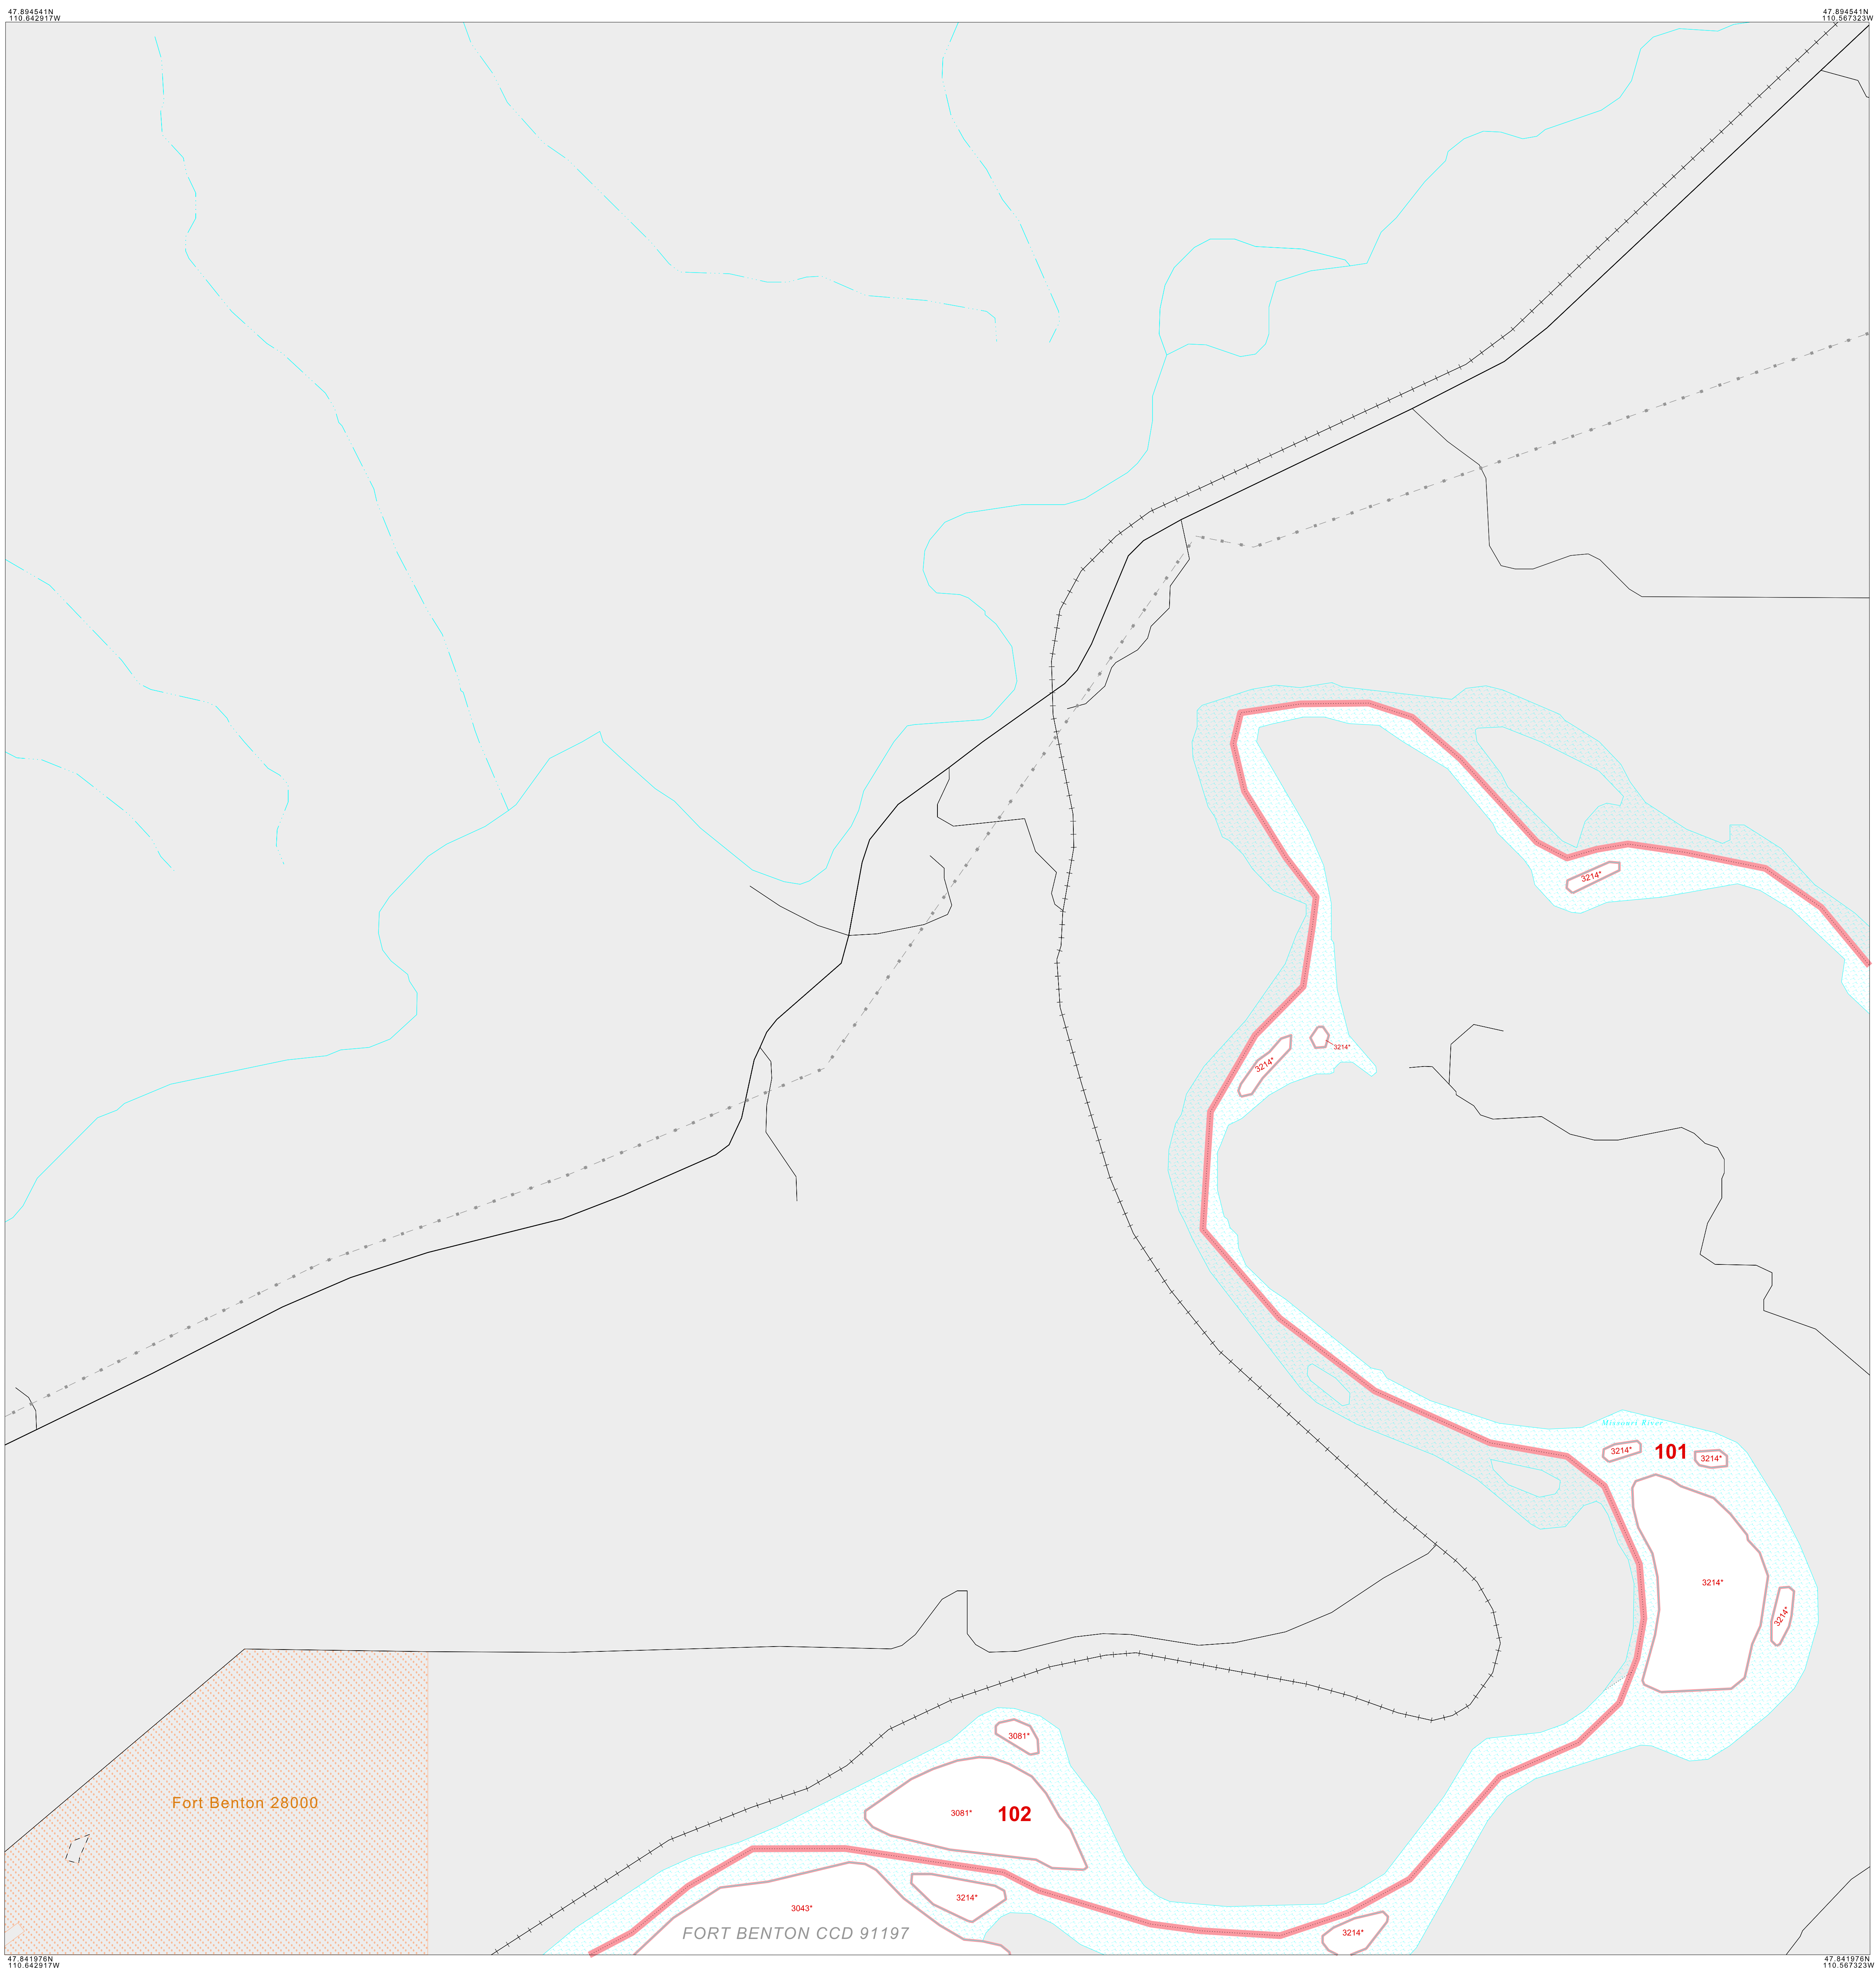 47.894541N
110.642917W
47.894541N
110.567323W
3214*
3214*
3214*
Missouri River
3214*
101
3214*
3214*
3214*
3081*
Fort Benton 28000
3081*
102
3214*
3043*
FORT BENTON CCD 91197
3214*
47.841976N
110.642917W
47.841976N
110.567323W